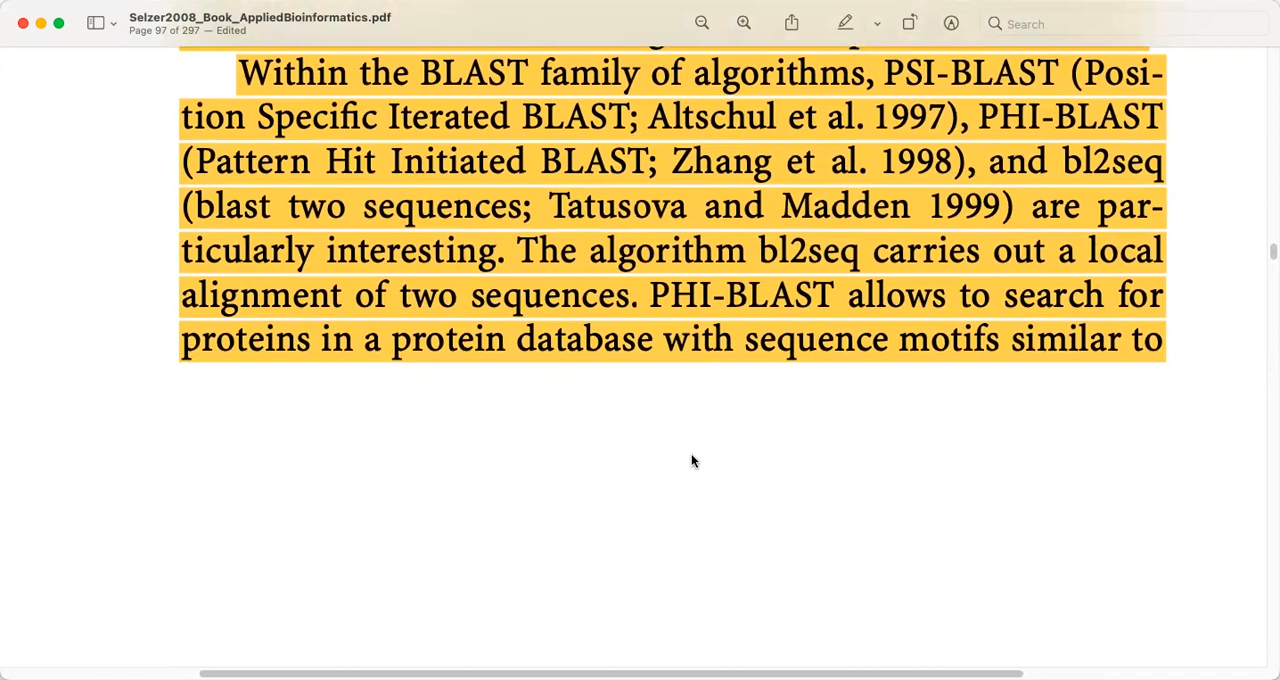 Selzer2008_Book_AppliedBioinformatics.pdf
Page 97 of 297 — Edited
Search
Within the BLAST family of algorithms, PSI-BLAST (Posi-
tion Specific Iterated BLAST; Altschul et al. 1997), PHI-BLAST
(Pattern Hit Initiated BLAST; Zhang et al. 1998), and bl2seq
(blast two sequences; Tatusova and Madden 1999) are par-
ticularly interesting. The algorithm bl2seq carries out a local
alignment of two sequences. PHI-BLAST allows to search for
proteins in a protein database with sequence motifs similar to